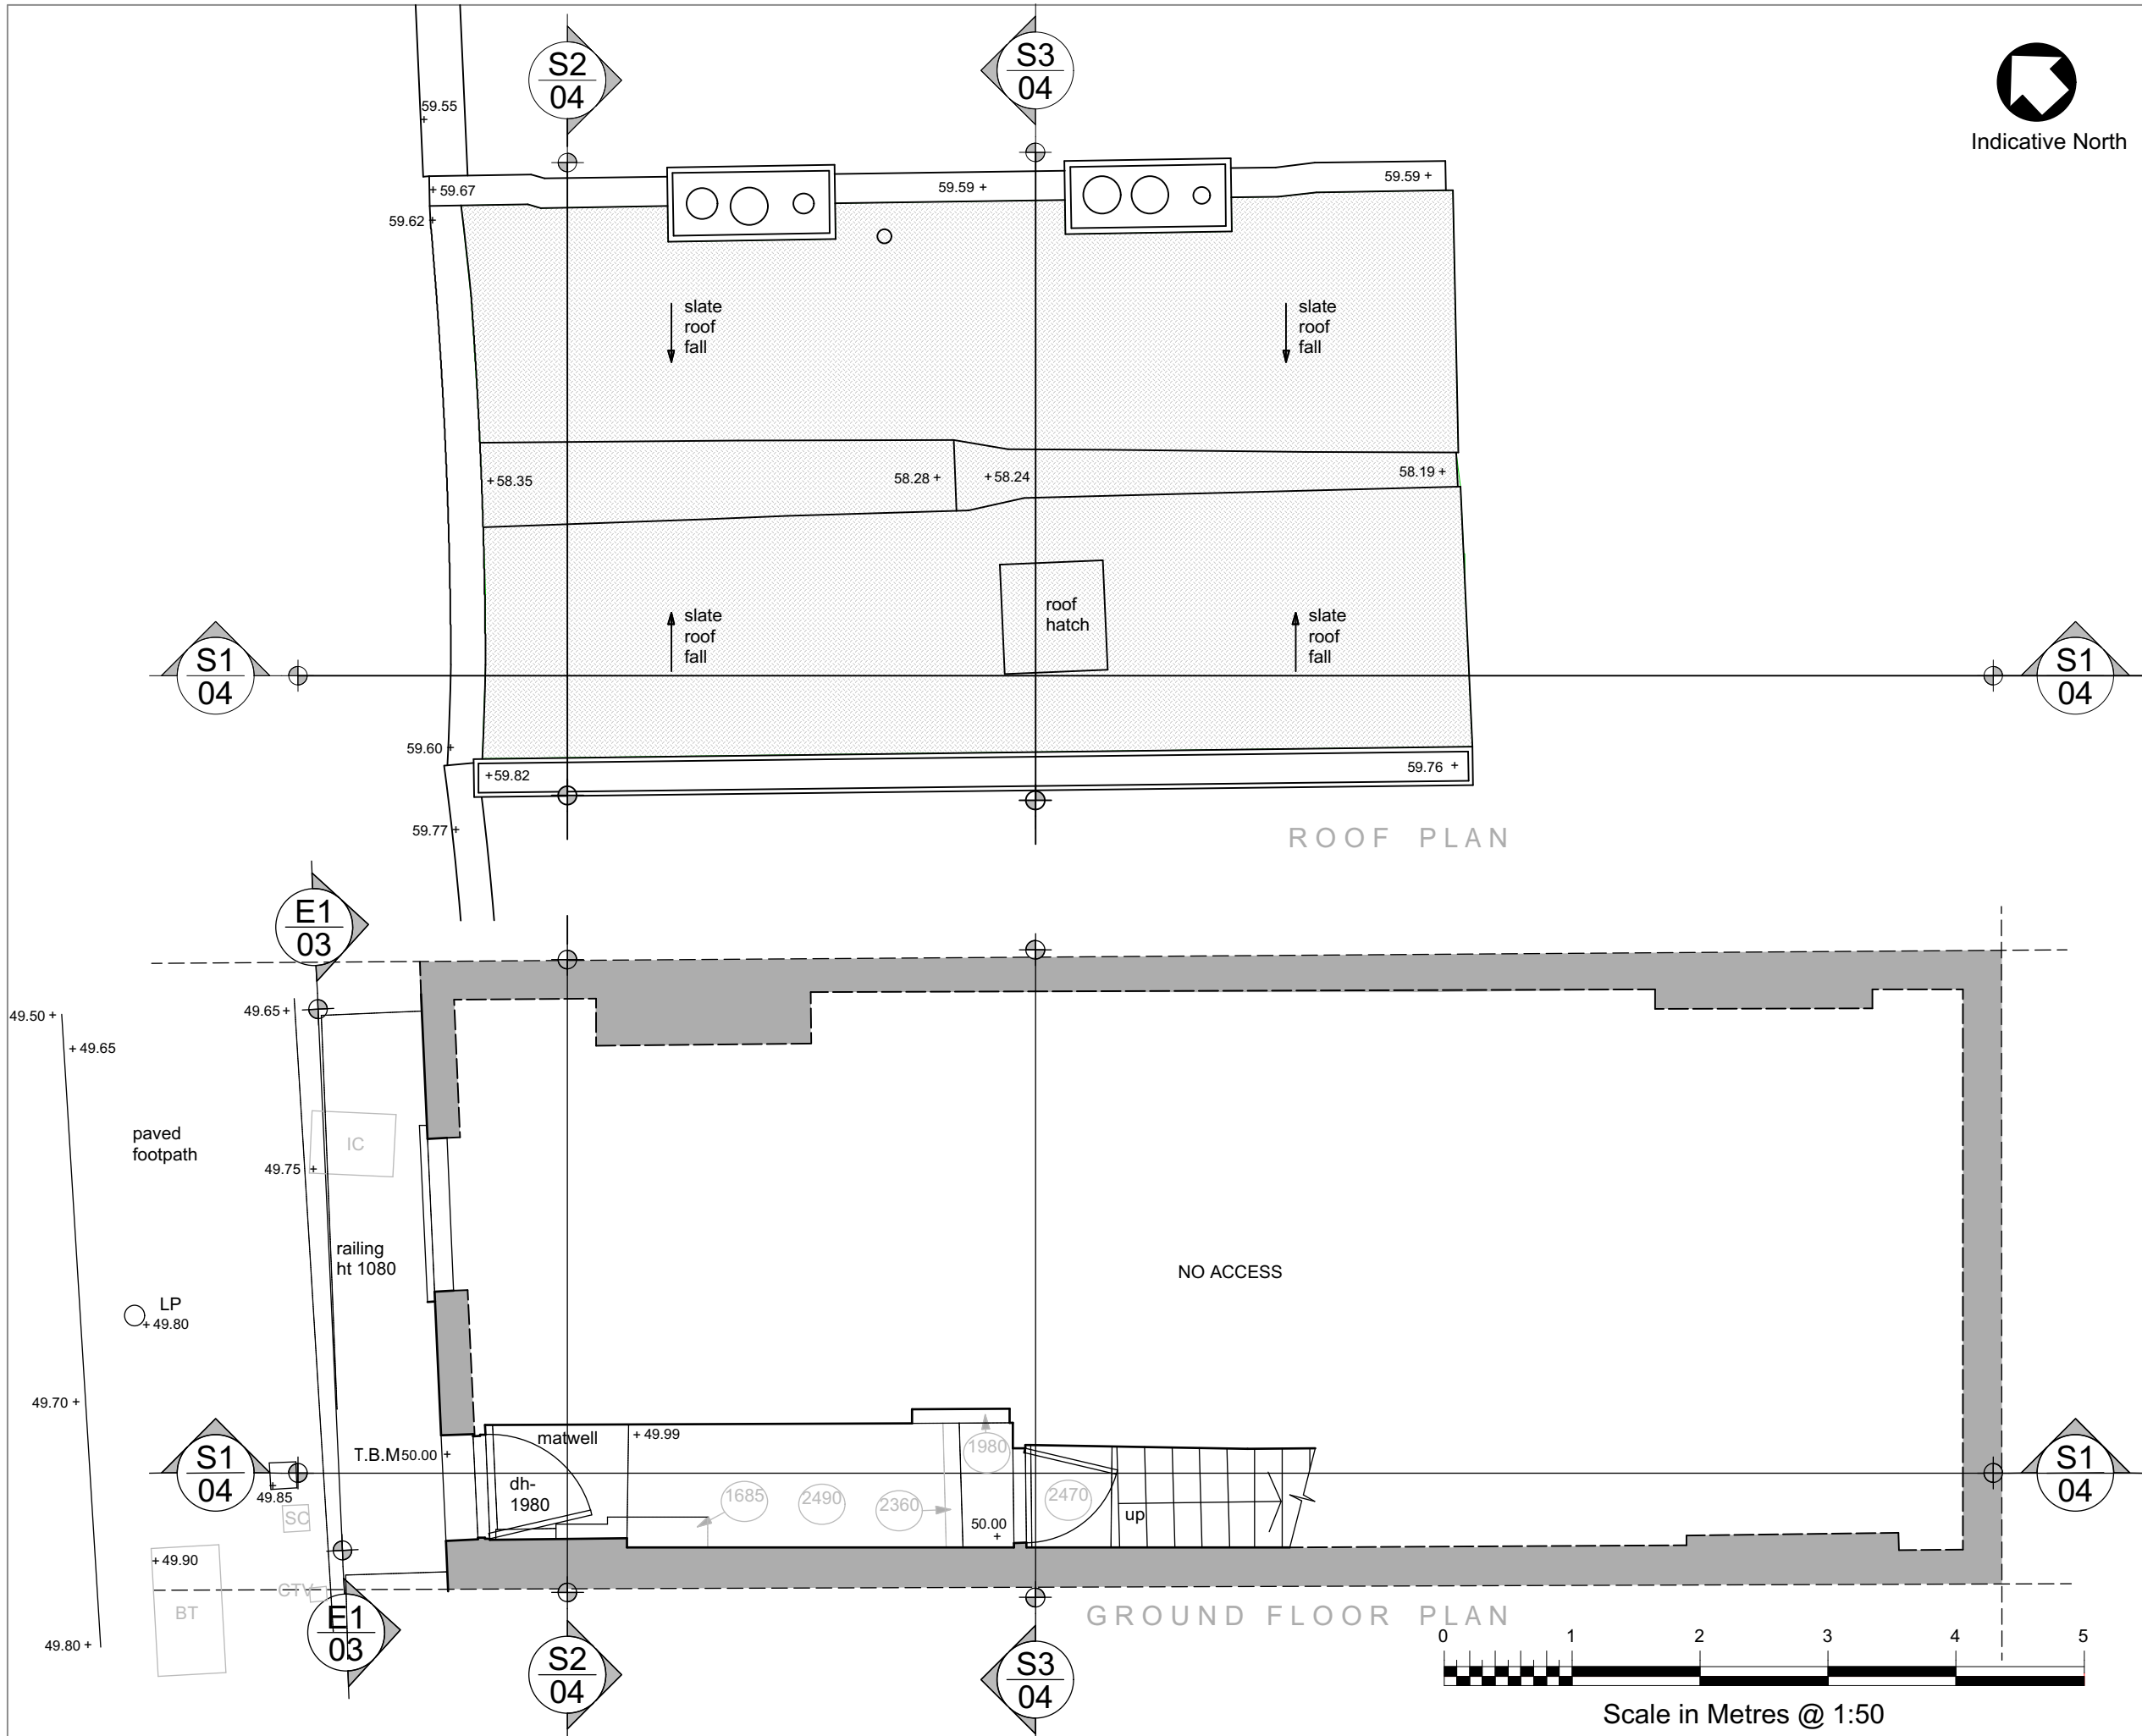 S2
04
S3
04
Indicative North
59.55
59.67
59.59
59.59
59.62
slate
roof
fall
slate
roof
fall
58.35
58.28
58.24
58.19
slate
roof
fall
roof
hatch
slate
roof
fall
S1
04
S1
04
59.60
59.82
59.76
59.77
ROOF PLAN
E1
03
49.50
49.65
49.65
paved
footpath
IC
49.75
railing
ht 1080
NO ACCESS
LP
49.80
49.70
T.B.M 50.00
matwell
49.99
1980
S1
04
49.85
SC
dh-
1980
1685
2490
2360
50.00
2470
up
S1
04
49.90
CTV
BT
49.80
E1
03
S2
04
S3
04
GROUND FLOOR PLAN
0 1 2 3 4 5
Scale in Metres @ 1:50